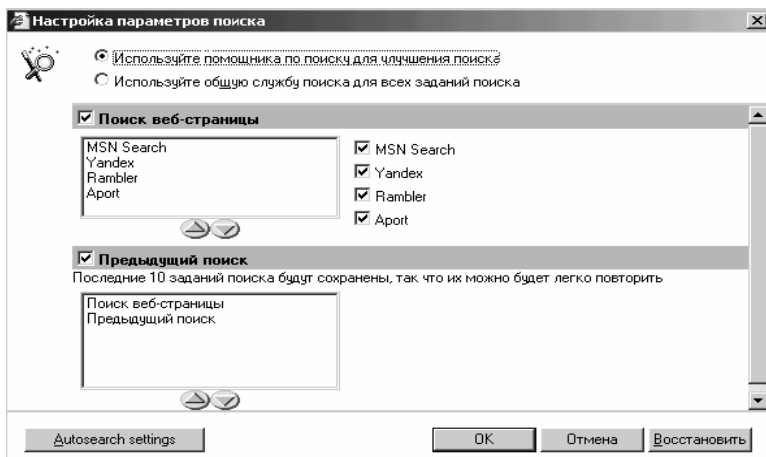 Настройка параметров поиска
Используйте помощника по поиску для улучшения поиска
Используйте общую службу поиска для всех заданий поиска
Поиск веб-страницы
MSN Search
Yandex
Rambler
Aport
MSN Search
Yandex
Rambler
Aport
Предыдущий поиск
Последние 10 заданий поиска будут сохранены, так что их можно будет легко повторить
Поиск веб-страницы
Предыдущий поиск
Autosearch settings
OK
Отмена
Восстановить